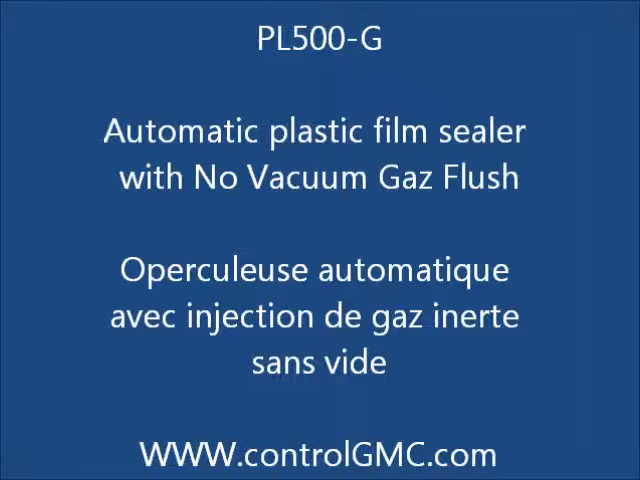 PL500-G
Automatic plastic film sealer
with No Vacuum Gaz Flush
Operculeuse automatique
avec injection de gaz inerte
sans vide
WWW.controlGMC.com